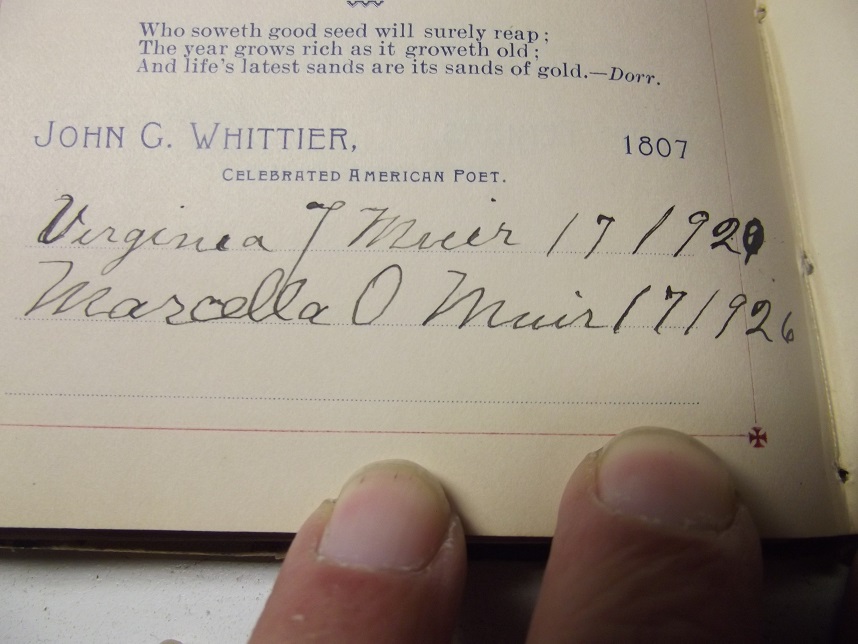 Who soweth good seed will surely reap;
The year grows rich as it groweth old;
And life's latest sands are its sands of gold.—Dorr.
JOHN G. WHITTIER, 1807
CELEBRATED AMERICAN POET.
Virginia J Muir 17 1920
Marcella O Muir 17 1926